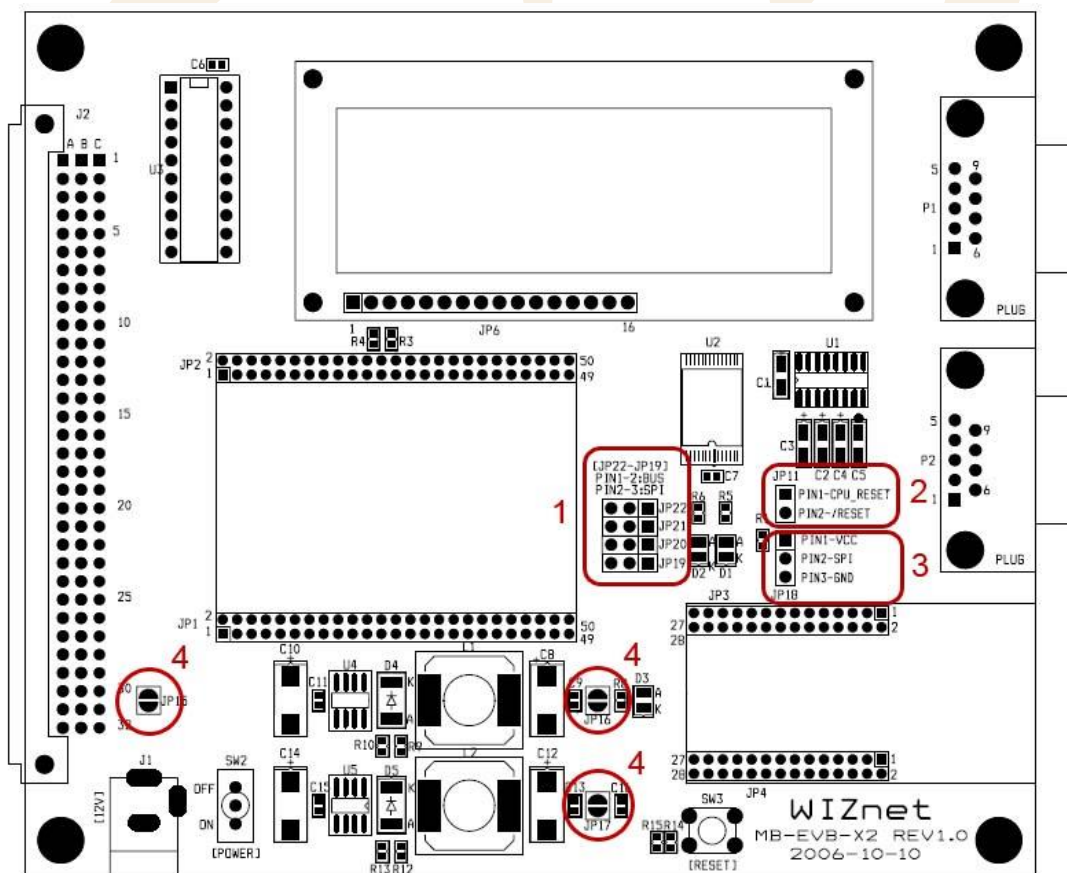 C6
J2
A B C
1
U3
5
10
15
20
25
30
JP15
5
9
P1
1
6
PLUG
1
JP6
16
R4
R3
JP2
2
1
50
49
U2
U1
C1
C3
C2
C4
C5
C7
5
9
P2
1
6
PLUG
[JP22-JP19]
PIN1-2:BUS
PIN2-3:SPI
JP22
JP21
JP20
JP19
1
R6
R5
A
A
K
K
D2
D1
JP11
PIN1-CPU_RESET
PIN2-/RESET
2
PIN1-VCC
PIN2-SPI
PIN3-GND
3
JP18
JP3
27
28
1
2
JP1
2
1
50
49
C10
C11
U4
D4
K
A
L1
C8
C9
JP16
D3
A
K
4
4
4
R10
R9
C14
C15
U5
D5
K
A
L2
C12
C13
JP17
R13
R12
J1
[12V]
SW2
OFF
ON
[POWER]
27
28
1
2
JP4
SW3
R15
R14
[RESET]
WIZnet
MB-EVB-X2 REV1.0
2006-10-10